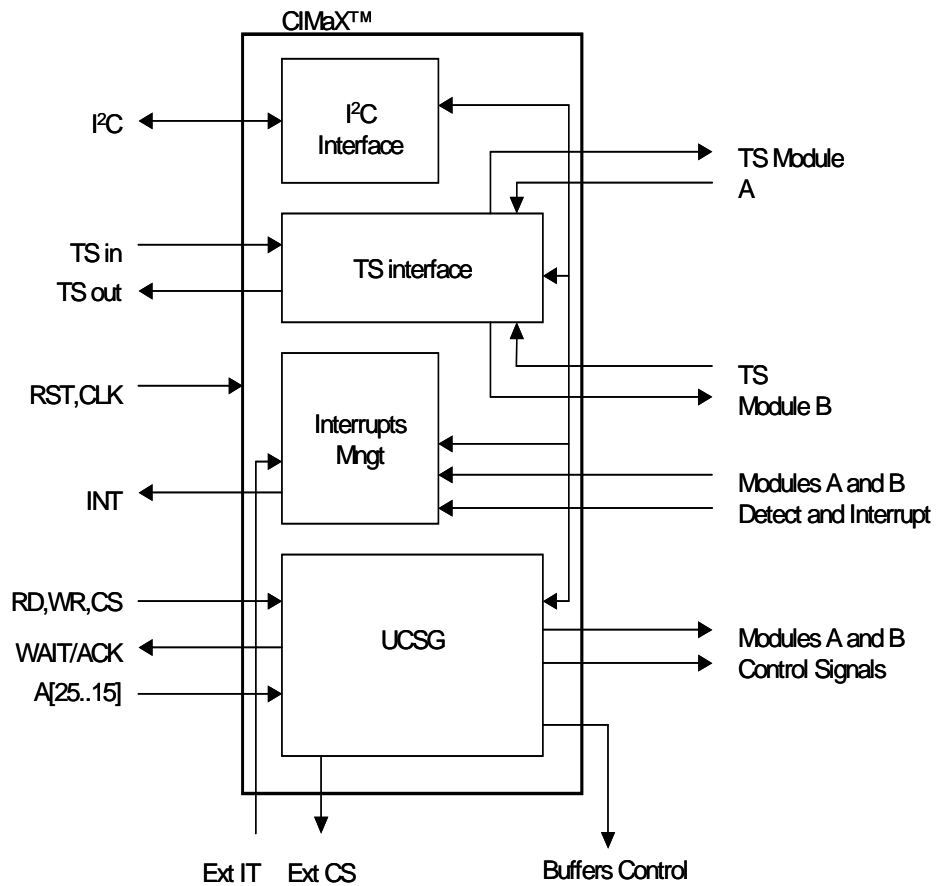 CIMaX™
I²C
I²C
Interface
TS Module
A
TS in
TS out
TS interface
RST,CLK
TS
Module B
Interrupts
Mngt
INT
Modules A and B
Detect and Interrupt
RD,WR,CS
WAIT/ACK
A[25..15]
UCSG
Modules A and B
Control Signals
Ext IT
Ext CS
Buffers Control